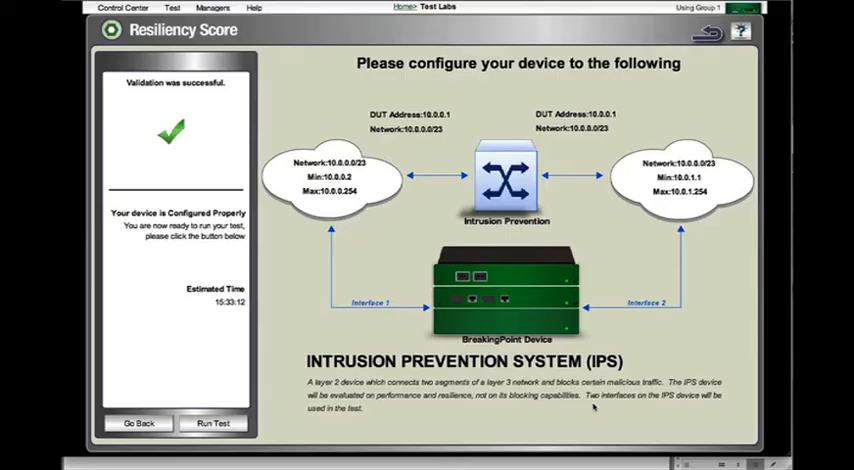 Control Center Test Managers Help Home> Test Labs Using Group 1
Resiliency Score
?
Validation was successful.
Your device is Configured Properly
You are now ready to run your test,
please click the button below
Estimated Time
15:33:12
Go Back Run Test
Please configure your device to the following
DUT Address:10.0.0.1
Network:10.0.0.0/23
DUT Address:10.0.0.1
Network:10.0.0.0/23
Network:10.0.0.0/23
Min:10.0.0.2
Max:10.0.0.254
Intrusion Prevention
Network:10.0.0.0/23
Min:10.0.1.1
Max:10.0.1.254
Interface 1
Interface 2
BreakingPoint Device
INTRUSION PREVENTION SYSTEM (IPS)
A layer 2 device which connects two segments of a layer 3 network and blocks certain malicious traffic. The IPS device
will be evaluated on performance and resilience, not on its blocking capabilities. Two interfaces on the IPS device will be
used in the test.